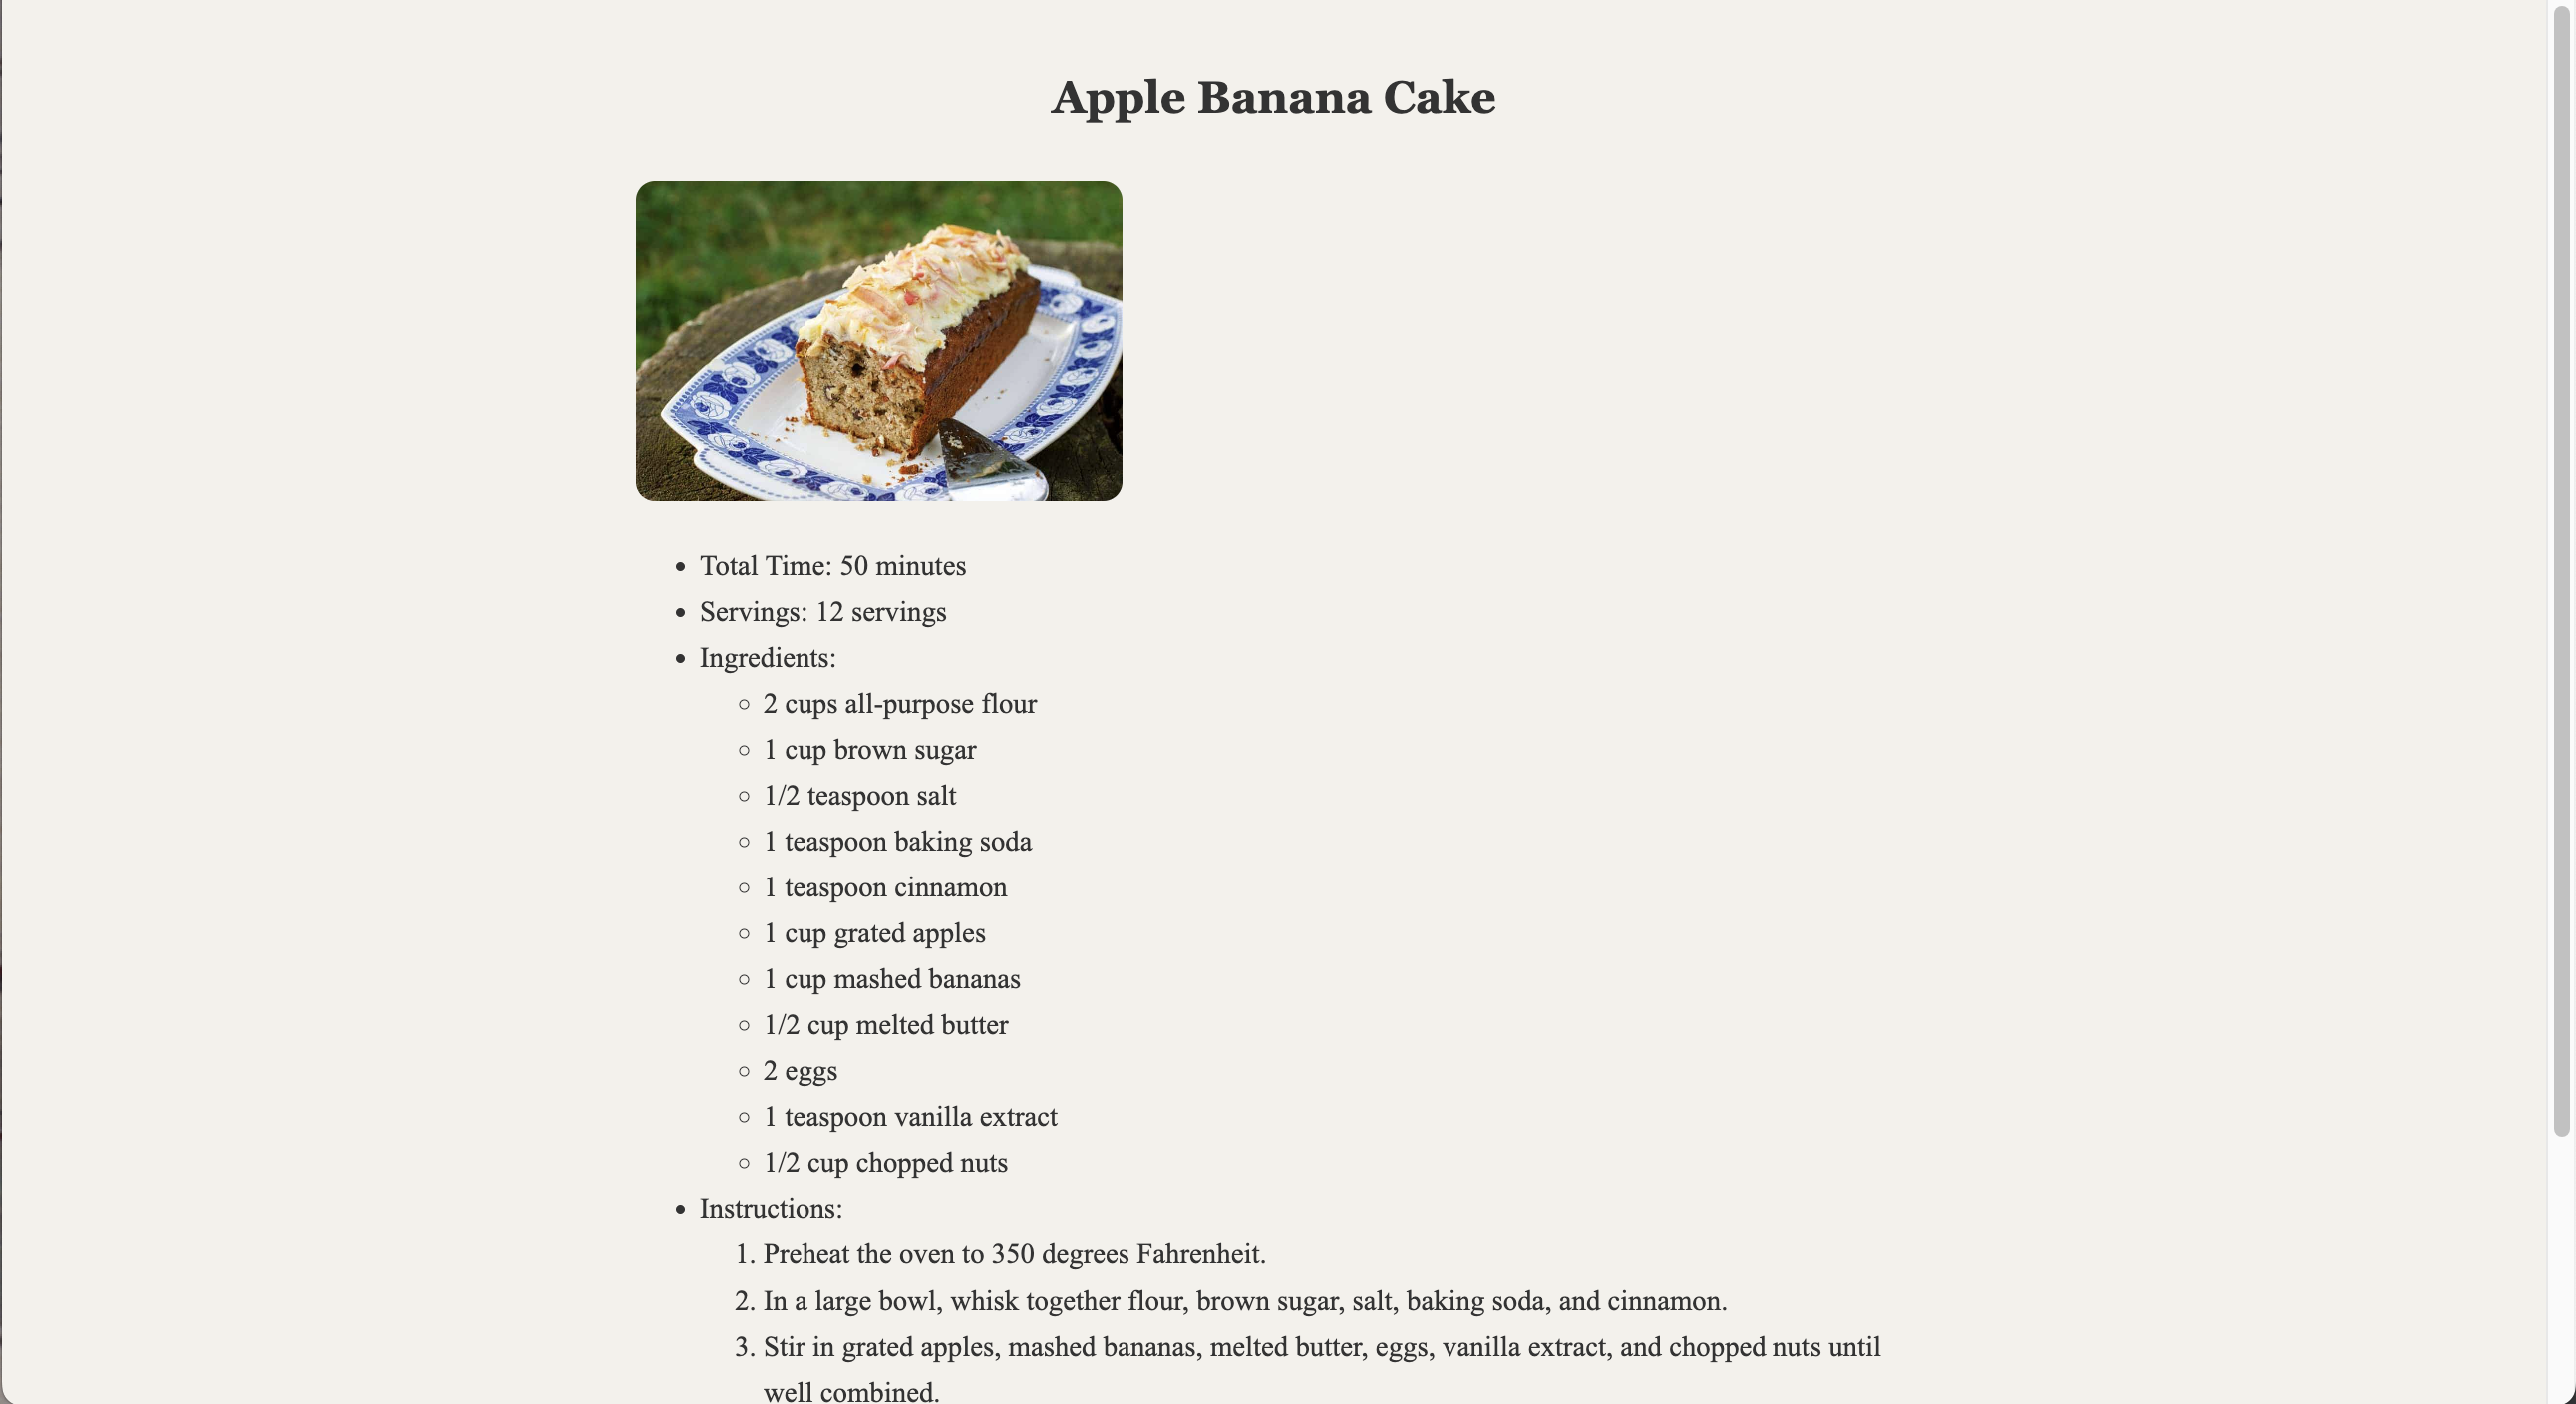 Apple Banana Cake
• Total Time: 50 minutes
• Servings: 12 servings
• Ingredients:
◦ 2 cups all-purpose flour
◦ 1 cup brown sugar
◦ 1/2 teaspoon salt
◦ 1 teaspoon baking soda
◦ 1 teaspoon cinnamon
◦ 1 cup grated apples
◦ 1 cup mashed bananas
◦ 1/2 cup melted butter
◦ 2 eggs
◦ 1 teaspoon vanilla extract
◦ 1/2 cup chopped nuts
• Instructions:
1. Preheat the oven to 350 degrees Fahrenheit.
2. In a large bowl, whisk together flour, brown sugar, salt, baking soda, and cinnamon.
3. Stir in grated apples, mashed bananas, melted butter, eggs, vanilla extract, and chopped nuts until
well combined.